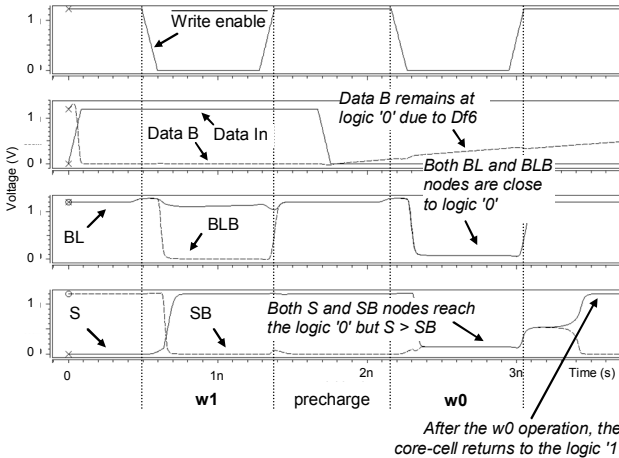 Write enable
1
0
Data B remains at
logic '0' due to Df6
1
Data B
Data In
0
Voltage (V)
Both BL and BLB
nodes are close
to logic '0'
1
BL
BLB
0
1
S
SB
Both S and SB nodes reach
the logic '0' but S > SB
0
0
1n
2n
3n
Time (s)
w1
precharge
w0
After the w0 operation, the
core-cell returns to the logic '1